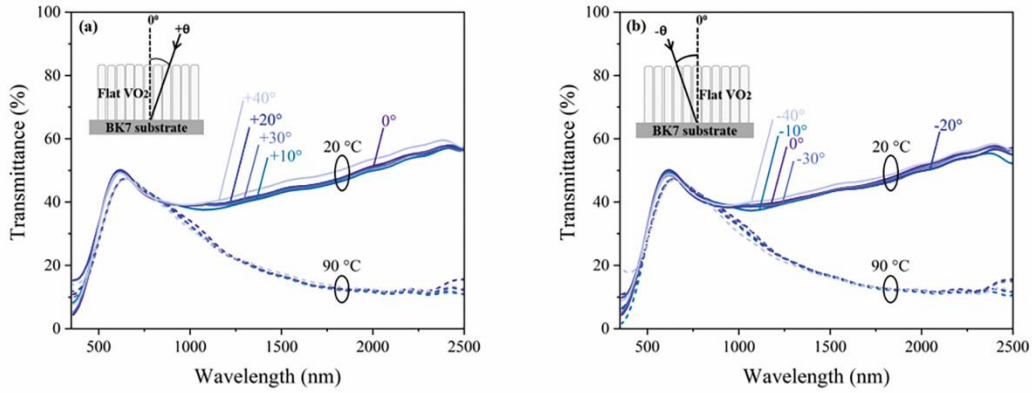 (a)
0°
+θ
Flat VO2
BK7 substrate
+40°
+20°
+30°
+10°
0°
20 °C
90 °C
Transmittance (%)
100
80
60
40
20
0
500
1000
1500
2000
2500
Wavelength (nm)
(b)
-θ
0°
Flat VO2
BK7 substrate
-40°
-10°
0°
-30°
-20°
20 °C
90 °C
Transmittance (%)
100
80
60
40
20
0
500
1000
1500
2000
2500
Wavelength (nm)